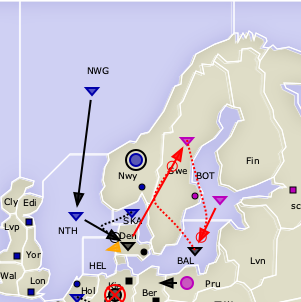 NWG
Nwy
Swe
Fin
BOT
Cly Edi
SKA
sc
Lvp
NTH
Den
Yor
HEL
BAL
Lvn
Wal
Lon
Hol
Kie
Ber
Pru